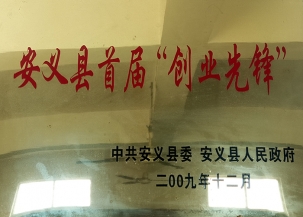 安义县首届“创业先锋”
中共安义县委 安义县人民政府
二00九年十二月